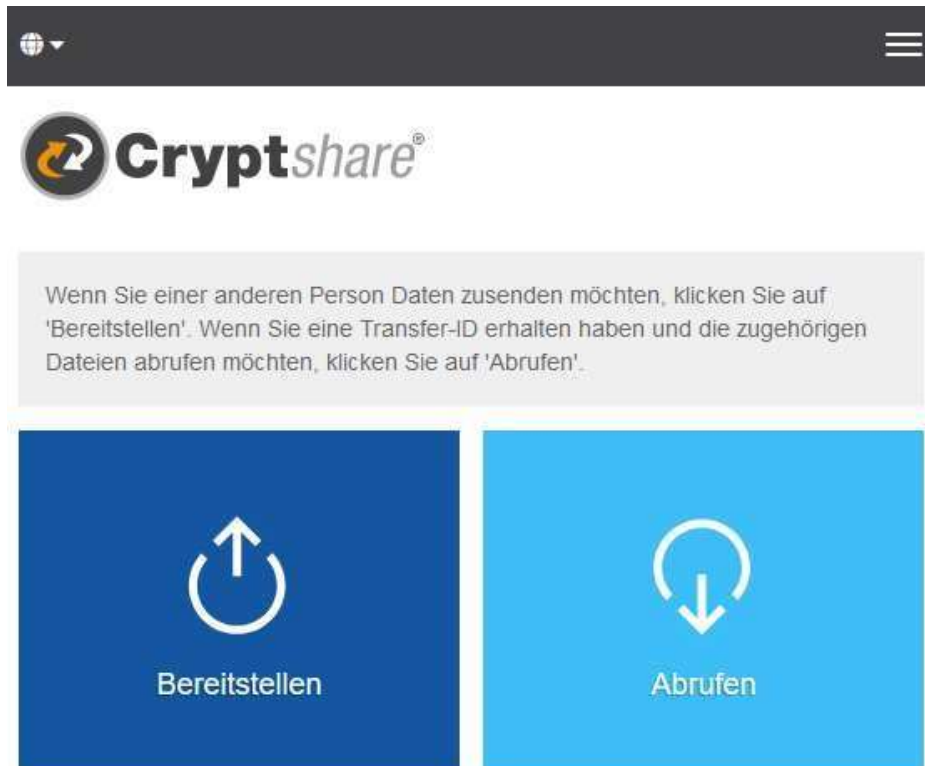 Cryptshare®
Wenn Sie einer anderen Person Daten zusenden möchten, klicken Sie auf
'Bereitstellen'. Wenn Sie eine Transfer-ID erhalten haben und die zugehörigen
Dateien abrufen möchten, klicken Sie auf 'Abrufen'.
Bereitstellen
Abrufen